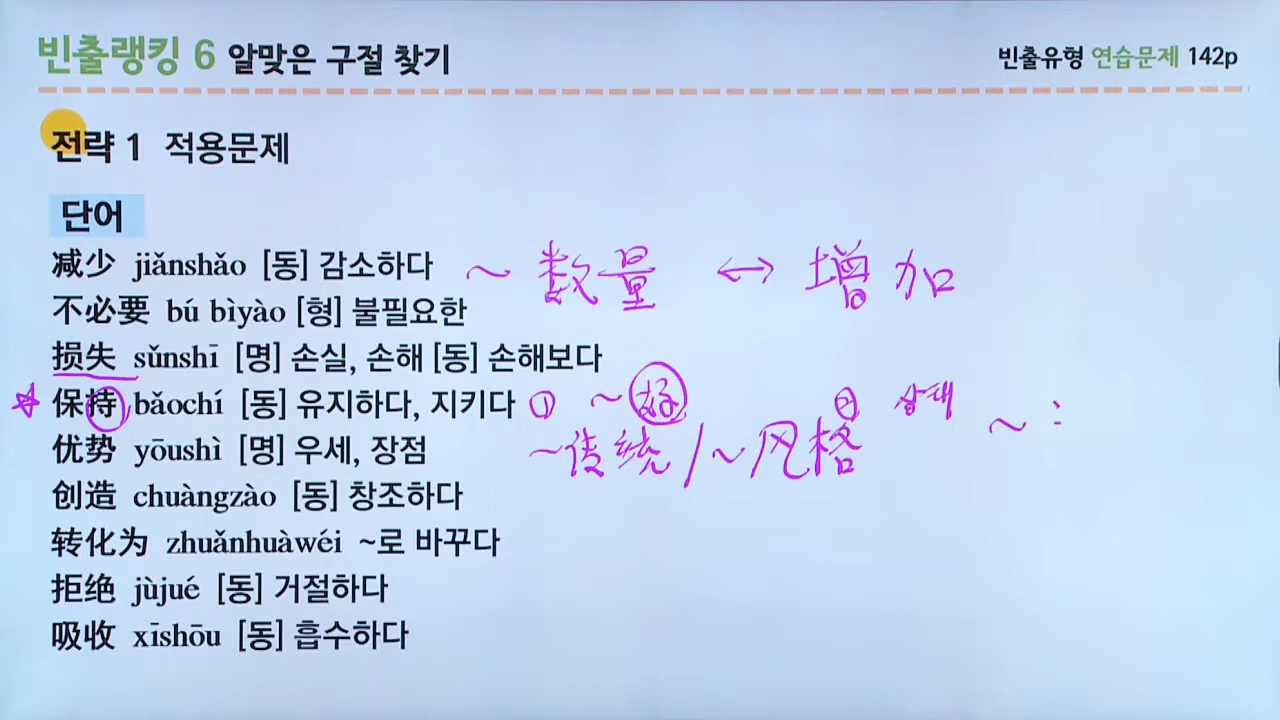 빈출랭킹 6 알맞은 구절 찾기
빈출유형 연습문제 142p
전략 1 적용문제
단어
减少 jiǎnshǎo [동] 감소하다 ~ 数量 ↔ 增加
不必要 bú bìyào [형] 불필요한
损失 sǔnshī [명] 손실, 손해 [동] 손해보다
保持 bǎochí [동] 유지하다, 지키다 ① ~好 ② 상태 ~:
~传统 / ~风格
优势 yōushì [명] 우세, 장점
创造 chuàngzào [동] 창조하다
转化为 zhuǎnhuàwéi ~로 바꾸다
拒绝 jùjué [동] 거절하다
吸收 xīshōu [동] 흡수하다